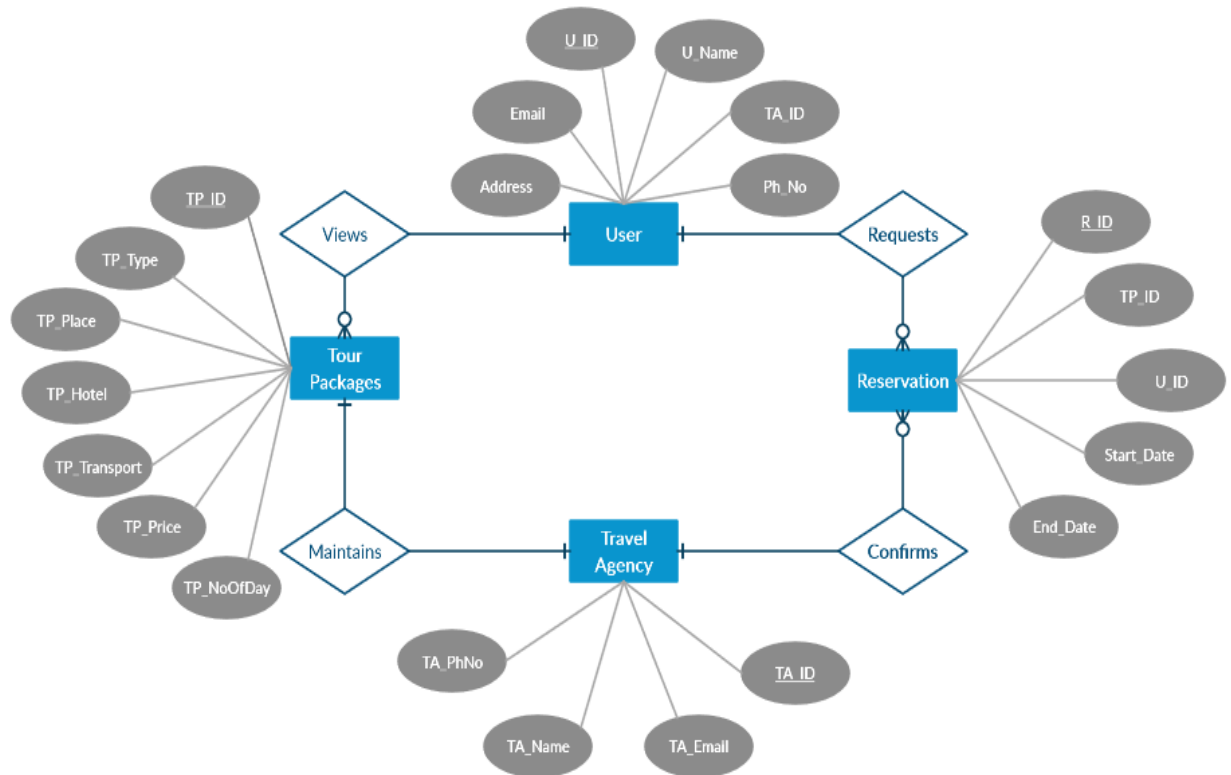 U_ID
U_Name
Email
TA_ID
Address
Ph_No
TP_ID
Views
User
Requests
R_ID
TP_Type
TP_ID
TP_Place
Tour
Packages
Reservation
U_ID
TP_Hotel
Start_Date
TP_Transport
TP_Price
End_Date
Maintains
Travel
Agency
Confirms
TP_NoOfDay
TA_PhNo
TA_ID
TA_Name
TA_Email